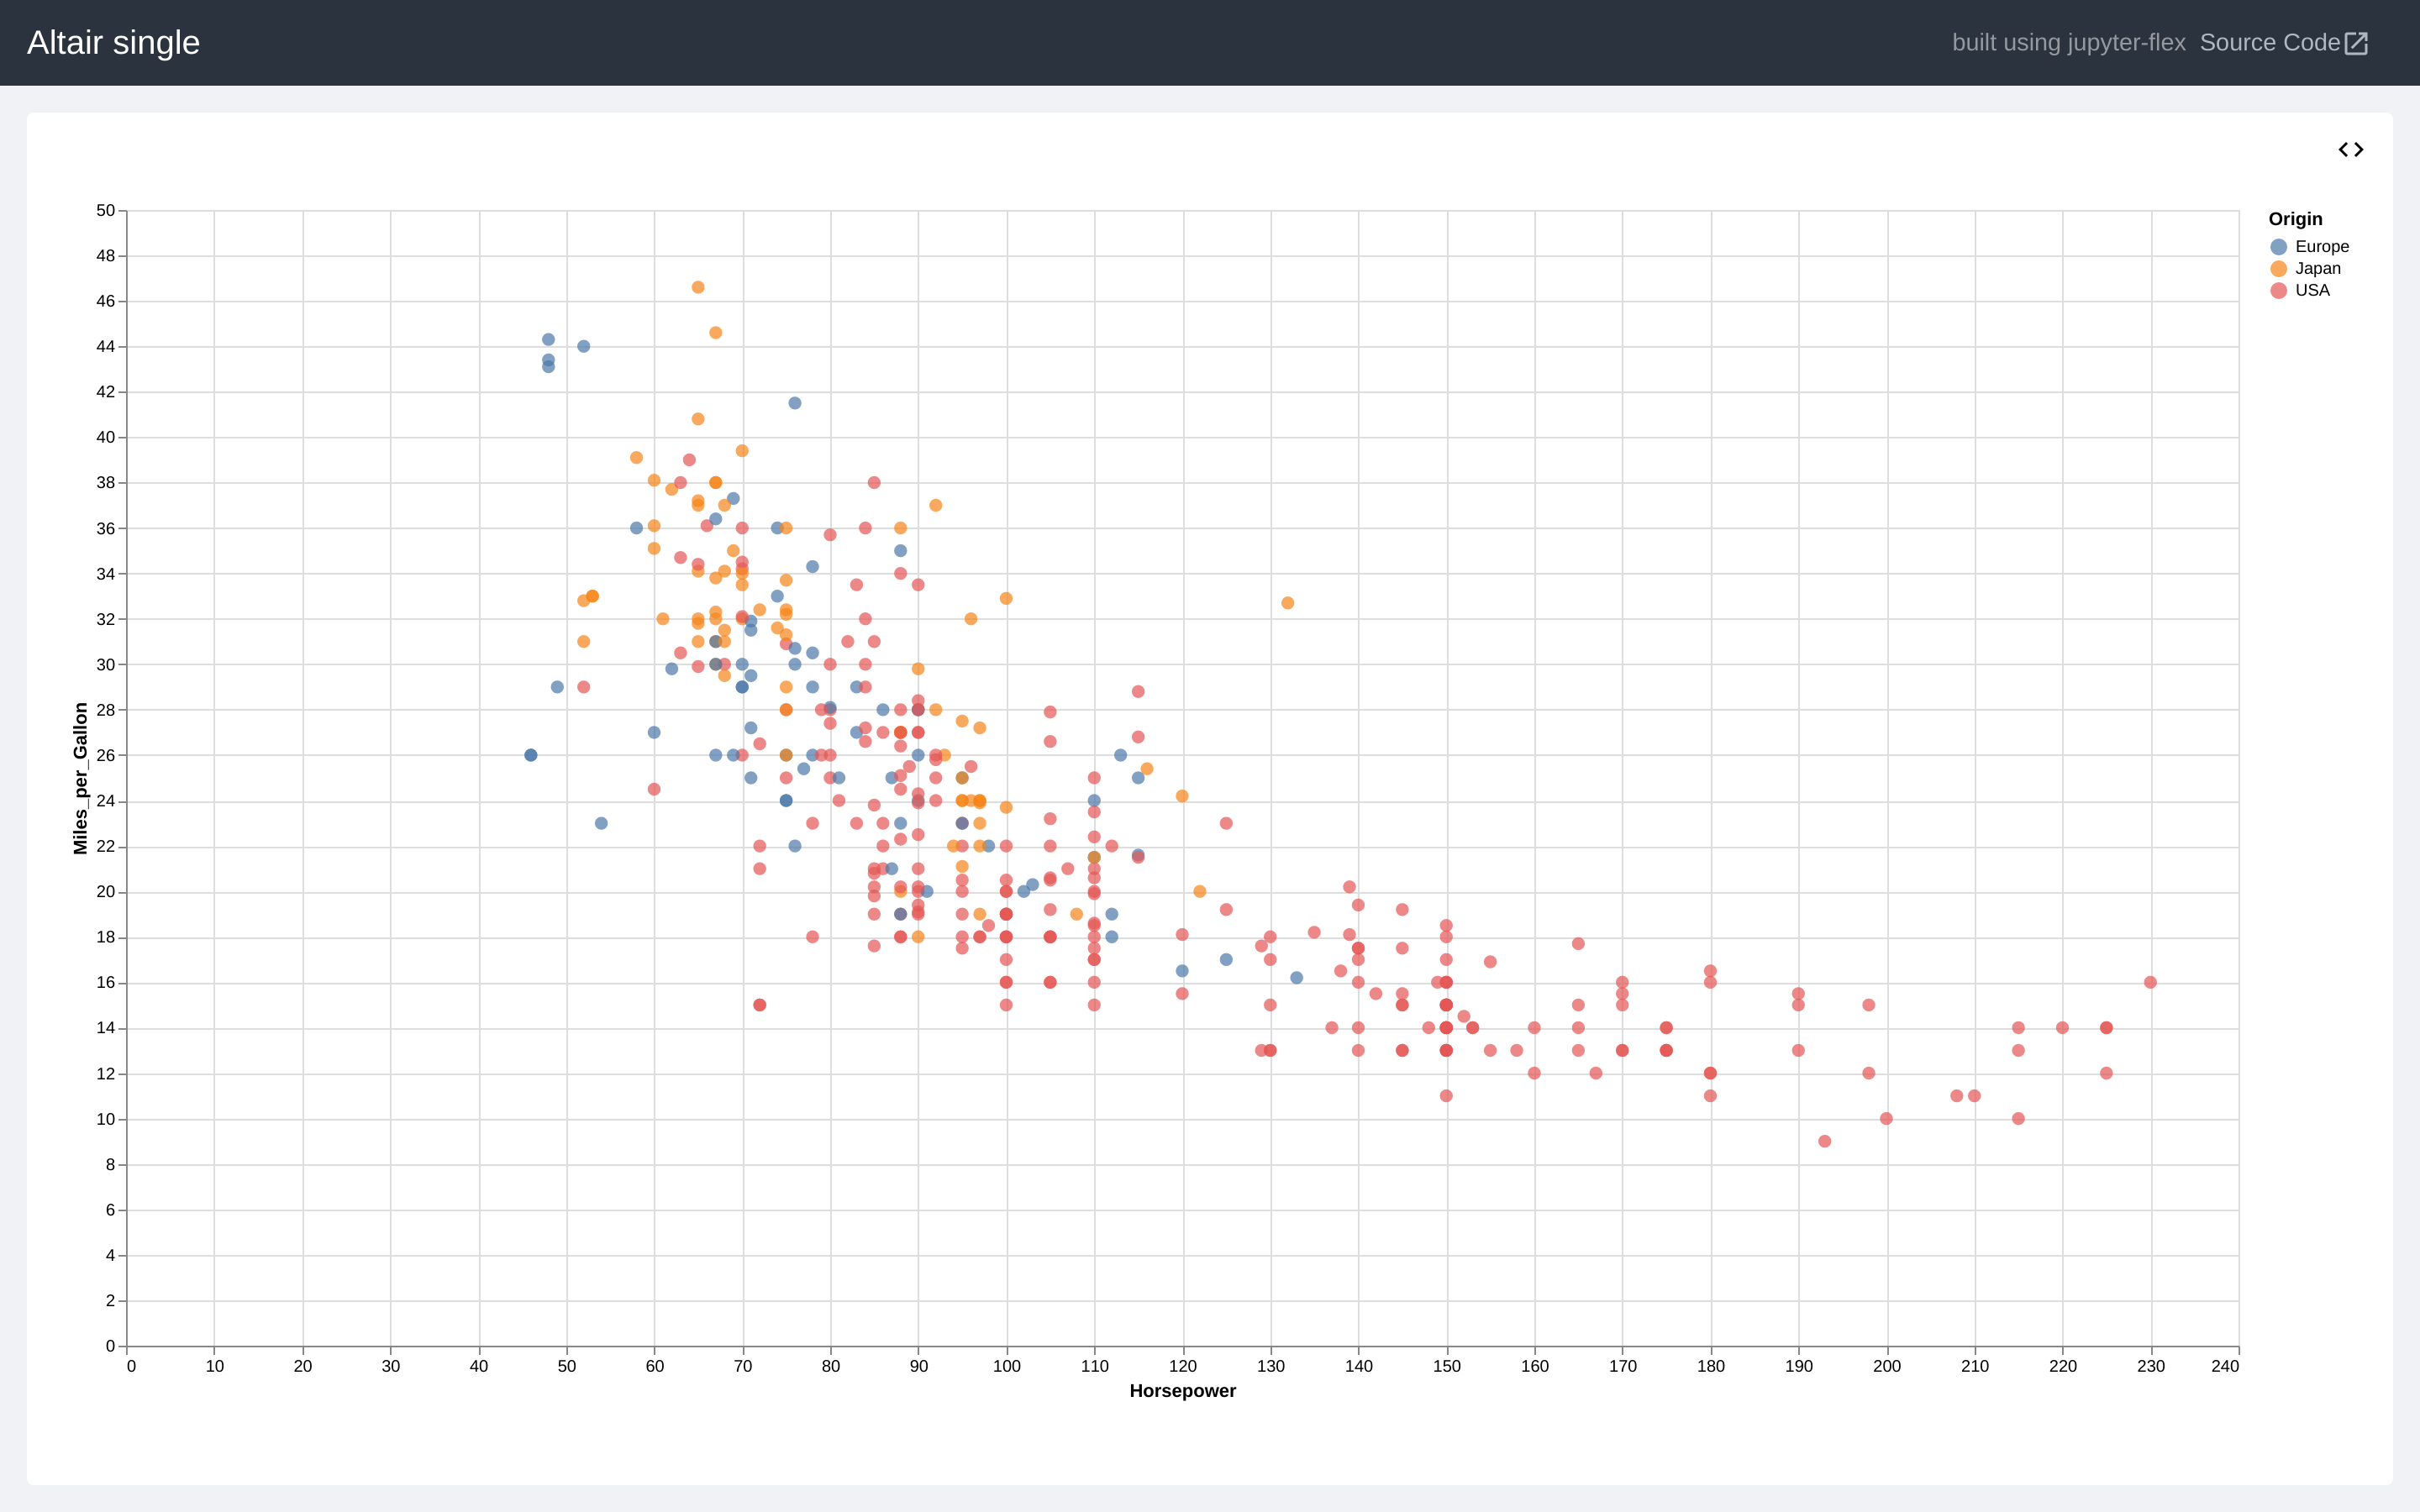 Altair single
built using jupyter-flex Source Code
Origin
Europe
Japan
USA
Miles_per_Gallon
50
48
46
44
42
40
38
36
34
32
30
28
26
24
22
20
18
16
14
12
10
8
6
4
2
0
0 10 20 30 40 50 60 70 80 90 100 110 120 130 140 150 160 170 180 190 200 210 220 230 240
Horsepower